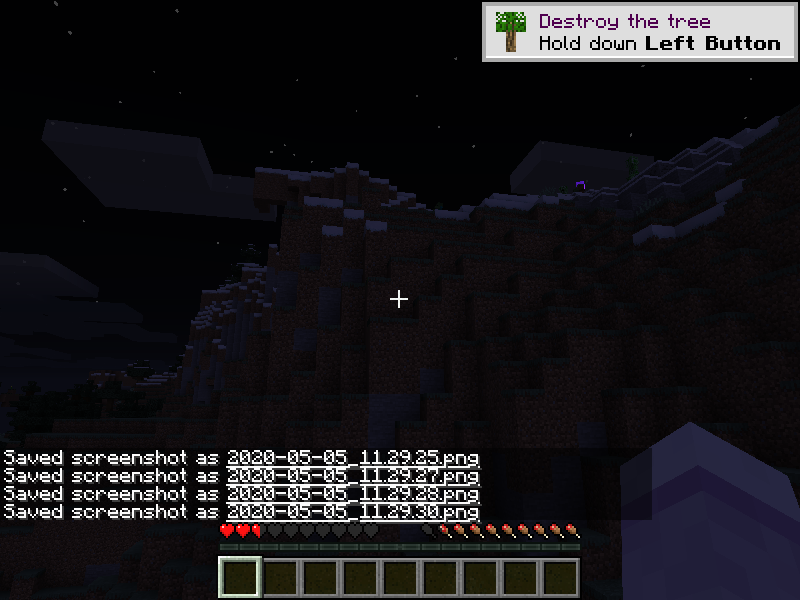 Destroy the tree
Hold down Left Button
Saved screenshot as 2020-05-05_11.29.25.png
Saved screenshot as 2020-05-05_11.29.27.png
Saved screenshot as 2020-05-05_11.29.28.png
Saved screenshot as 2020-05-05_11.29.30.png